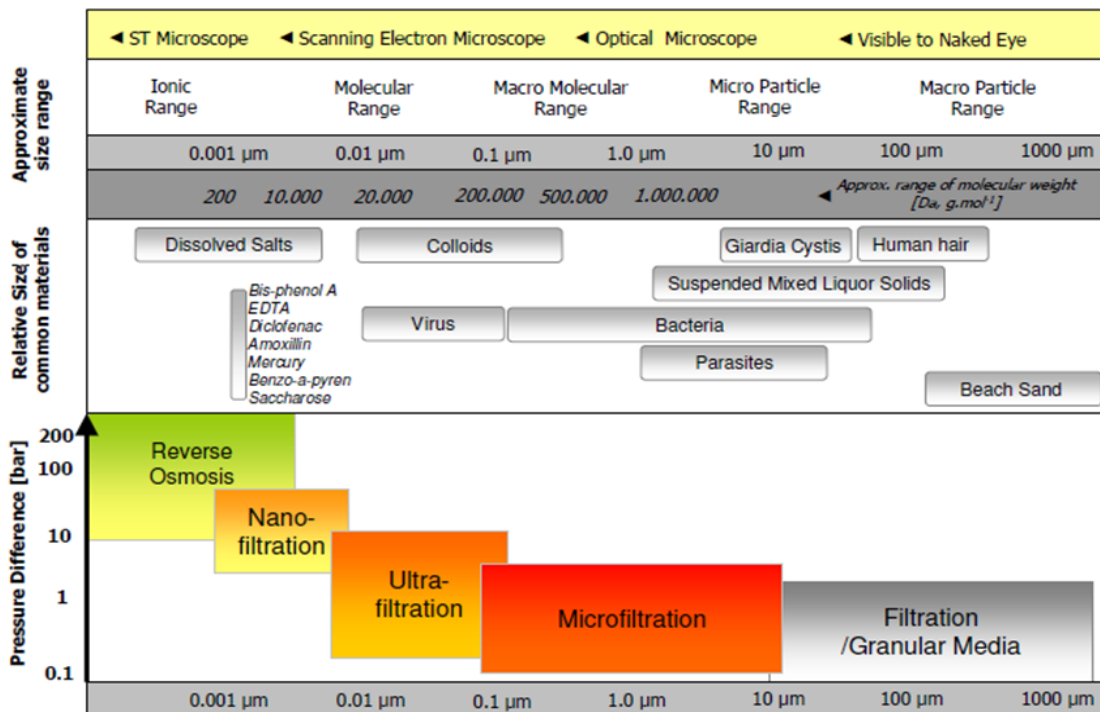 ◄ ST Microscope ◄ Scanning Electron Microscope ◄ Optical Microscope ◄ Visible to Naked Eye
Approximate
size range
Ionic
Range
Molecular
Range
Macro Molecular
Range
Micro Particle
Range
Macro Particle
Range
0.001 µm 0.01 µm 0.1 µm 1.0 µm 10 µm 100 µm 1000 µm
200 10.000 20.000 200.000 500.000 1.000.000
◄ Approx. range of molecular weight
[Da, g.mol⁻¹]
Relative Size of
common materials
Dissolved Salts
Colloids
Giardia Cystis
Human hair
Suspended Mixed Liquor Solids
Bis-phenol A
EDTA
Diclofenac
Amoxillin
Mercury
Benzo-a-pyren
Saccharose
Virus
Bacteria
Parasites
Beach Sand
Pressure Difference [bar]
200
100
10
1
0.1
Reverse
Osmosis
Nano-
filtration
Ultra-
filtration
Microfiltration
Filtration
/Granular Media
0.001 µm 0.01 µm 0.1 µm 1.0 µm 10 µm 100 µm 1000 µm